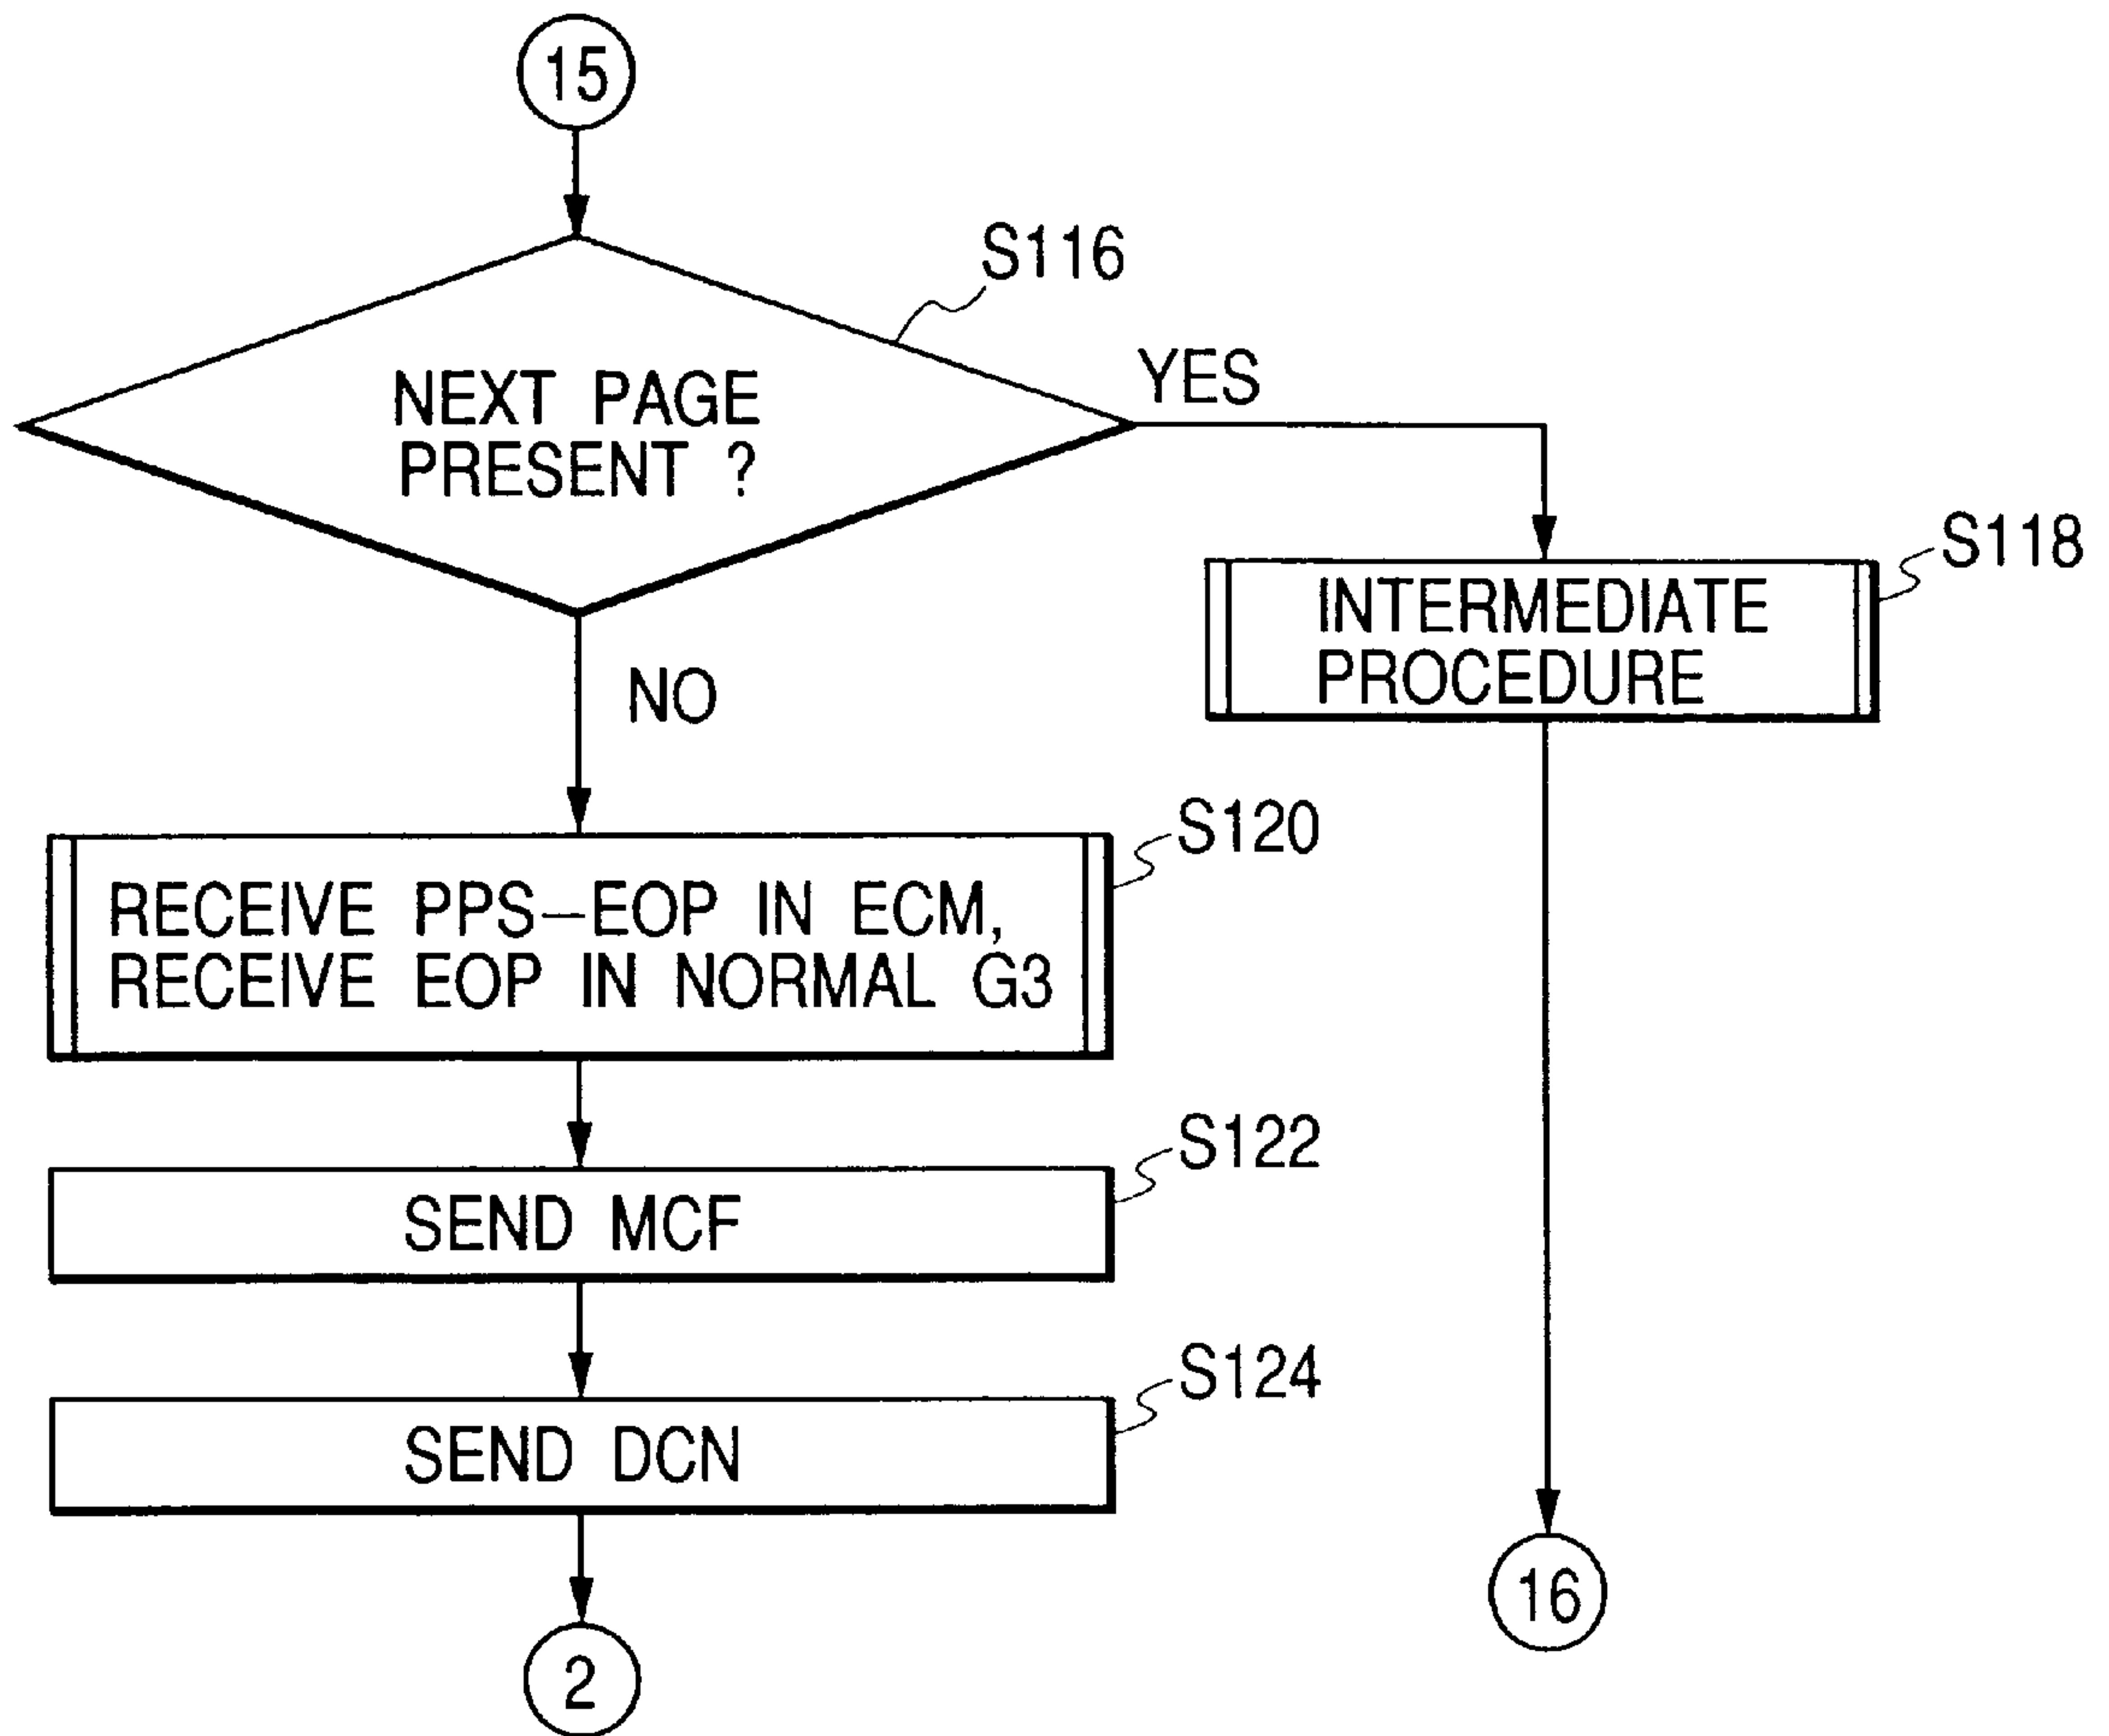 15
S116
NEXT PAGE
PRESENT ?
YES
S118
INTERMEDIATE
PROCEDURE
NO
S120
RECEIVE PPS—EOP IN ECM,
RECEIVE EOP IN NORMAL G3
S122
SEND MCF
S124
SEND DCN
16
2